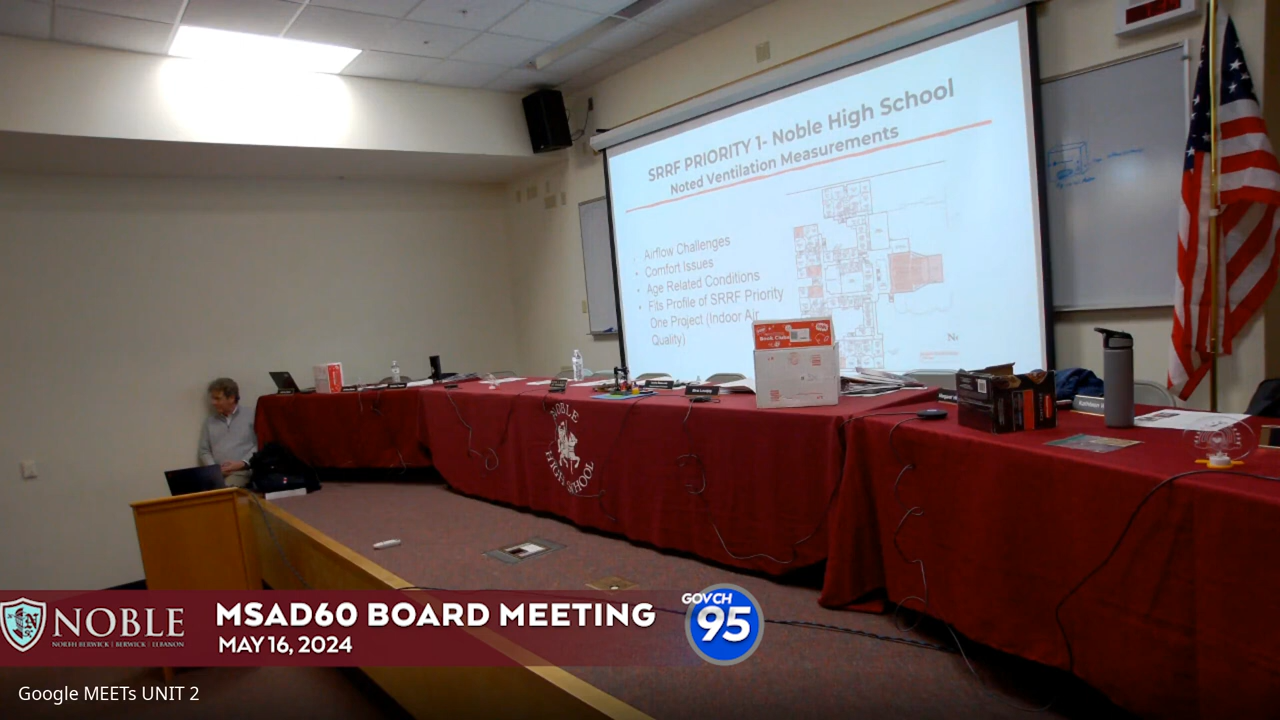 SRRF PRIORITY 1- Noble High School
Noted Ventilation Measurements
Airflow Challenges
• Comfort Issues
• Age Related Conditions
• Fits Profile of SRRF Priority
One Project (Indoor Air
Quality)
Book Clubs
NOBLE
HIGH SCHOOL
NOBLE
NORTH BERWICK | BERWICK | LEBANON
MSAD60 BOARD MEETING
MAY 16, 2024
GOVCH
95
Google MEETs UNIT 2